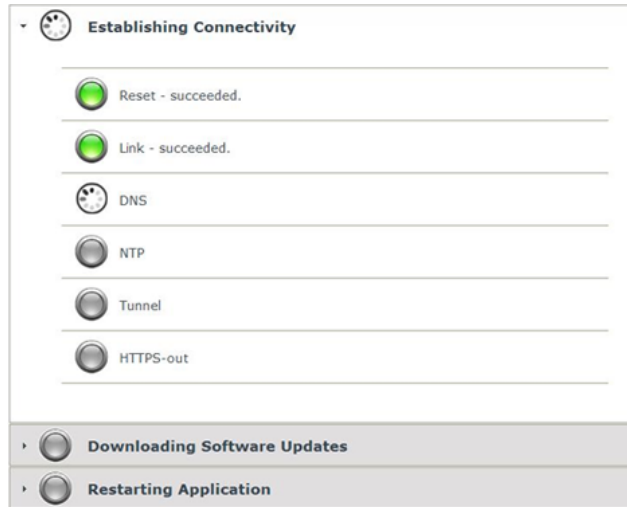 Establishing Connectivity
Reset - succeeded.
Link - succeeded.
DNS
NTP
Tunnel
HTTPS-out
Downloading Software Updates
Restarting Application